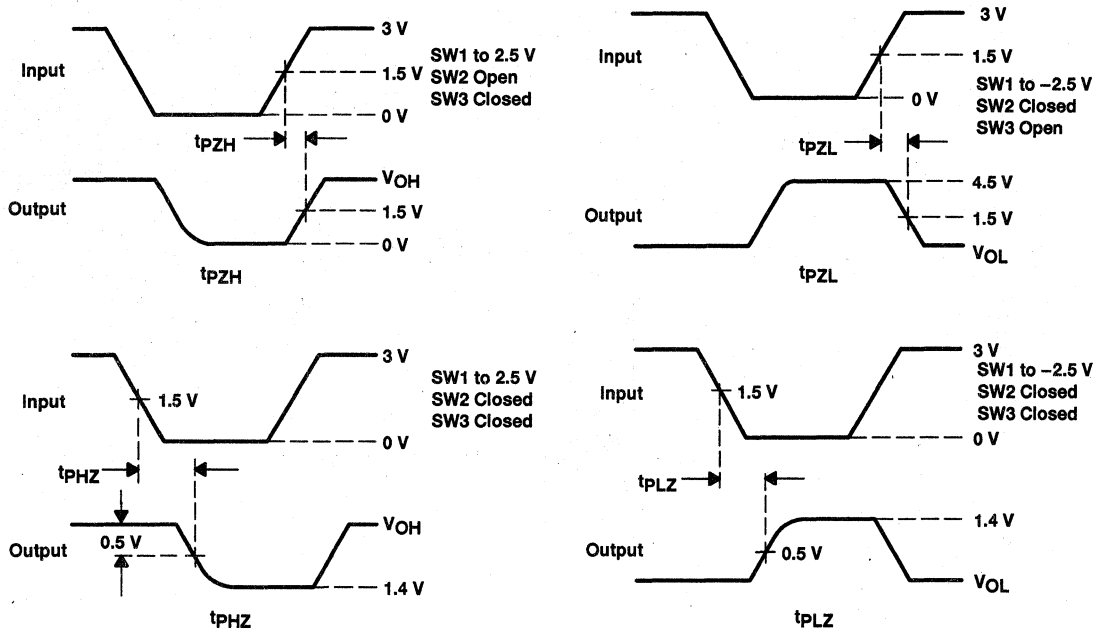 3 V
Input
1.5 V
0 V
SW1 to 2.5 V
SW2 Open
SW3 Closed
tPZH
Output
VOH
1.5 V
0 V
tPZH
3 V
Input
1.5 V
0 V
SW1 to −2.5 V
SW2 Closed
SW3 Open
tPZL
Output
4.5 V
1.5 V
VOL
tPZL
3 V
Input
1.5 V
0 V
SW1 to 2.5 V
SW2 Closed
SW3 Closed
tPHZ
Output
0.5 V
VOH
1.4 V
tPHZ
3 V
Input
1.5 V
0 V
SW1 to −2.5 V
SW2 Closed
SW3 Closed
tPLZ
Output
0.5 V
1.4 V
VOL
tPLZ